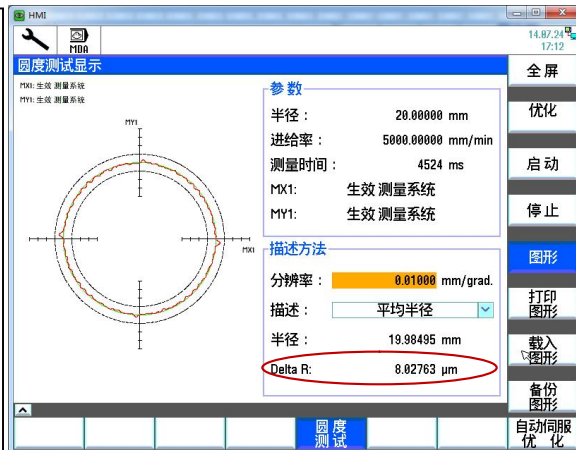 HMI
MDA
14.07.24
17:12
圆度测试显示
MX1: 生效 测量系统
MY1: 生效 测量系统
MY1
MX1
参数
半径： 20.00000 mm
进给率： 5000.00000 mm/min
测量时间： 4524 ms
MX1: 生效 测量系统
MY1: 生效 测量系统
描述方法
分辨率： 0.01000 mm/grad.
描述： 平均半径
半径： 19.98495 mm
Delta R: 8.02763 µm
全屏
优化
启动
停止
图形
打印
图形
载入
图形
备份
图形
圆度
测试
自动伺服
优 化